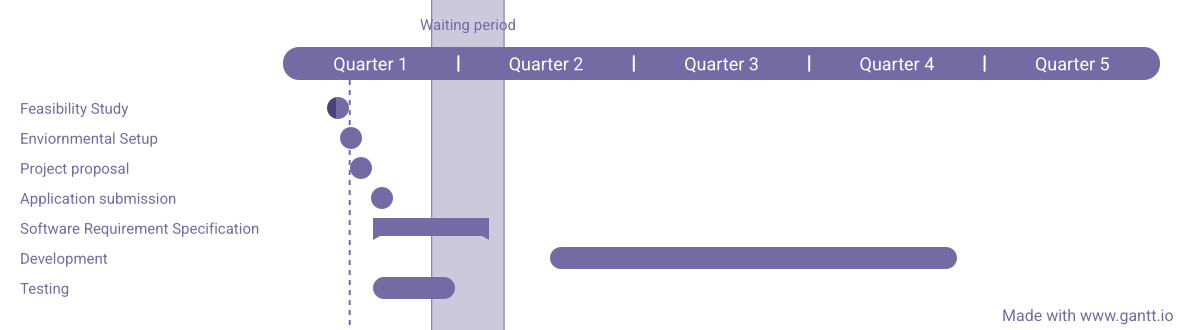 Waiting period
Quarter 1 Quarter 2 Quarter 3 Quarter 4 Quarter 5
Feasibility Study
Enviornmental Setup
Project proposal
Application submission
Software Requirement Specification
Development
Testing
Made with www.gantt.io